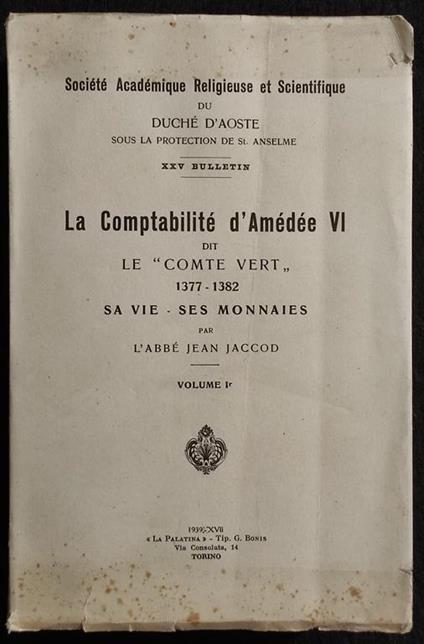 Société Académique Religieuse et Scientifique
DU
DUCHÉ D'AOSTE
SOUS LA PROTECTION DE St. ANSELME
XXV BULLETIN
La Comptabilité d'Amédée VI
DIT
LE "COMTE VERT„
1377 - 1382
SA VIE - SES MONNAIES
PAR
L'ABBÉ JEAN JACCOD
VOLUME Ir
1939-XVII
« LA PALATINA » - Tip. G. BONIS
Via Consolata, 14
TORINO